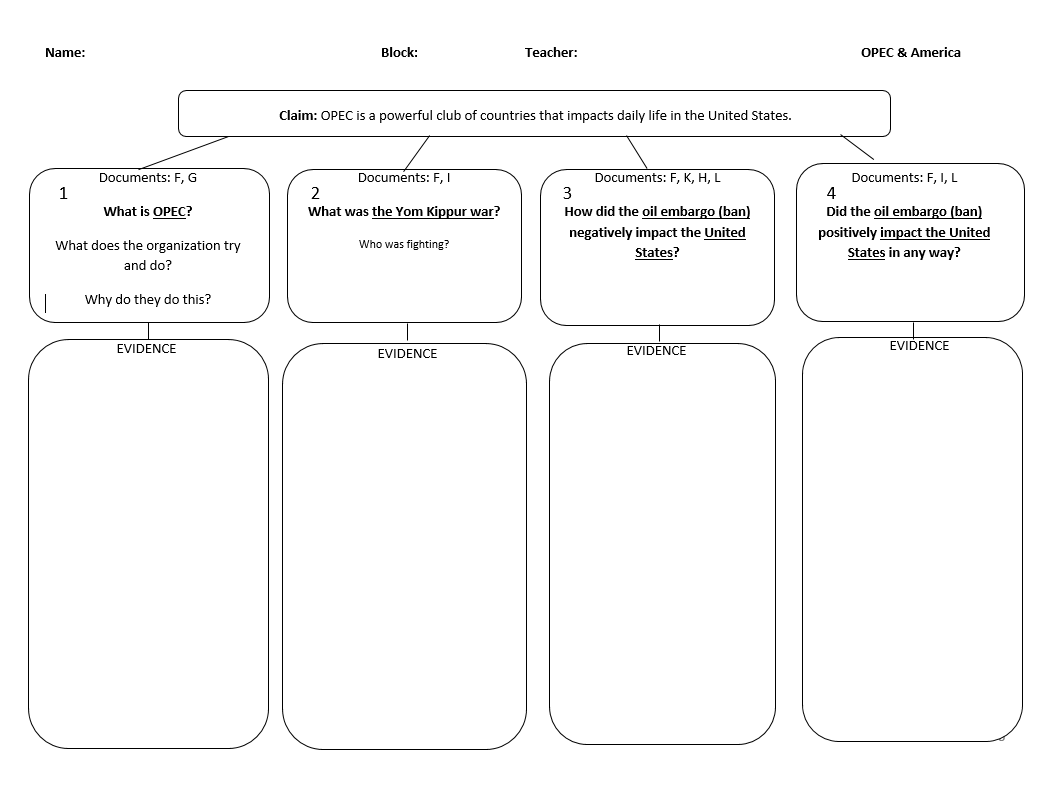 Name: Block: Teacher: OPEC & America
Claim: OPEC is a powerful club of countries that impacts daily life in the United States.
Documents: F, G
1
What is OPEC?
What does the organization try
and do?
Why do they do this?
Documents: F, I
2
What was the Yom Kippur war?
Who was fighting?
Documents: F, K, H, L
3
How did the oil embargo (ban)
negatively impact the United
States?
Documents: F, I, L
4
Did the oil embargo (ban)
positively impact the United
States in any way?
EVIDENCE
EVIDENCE
EVIDENCE
EVIDENCE